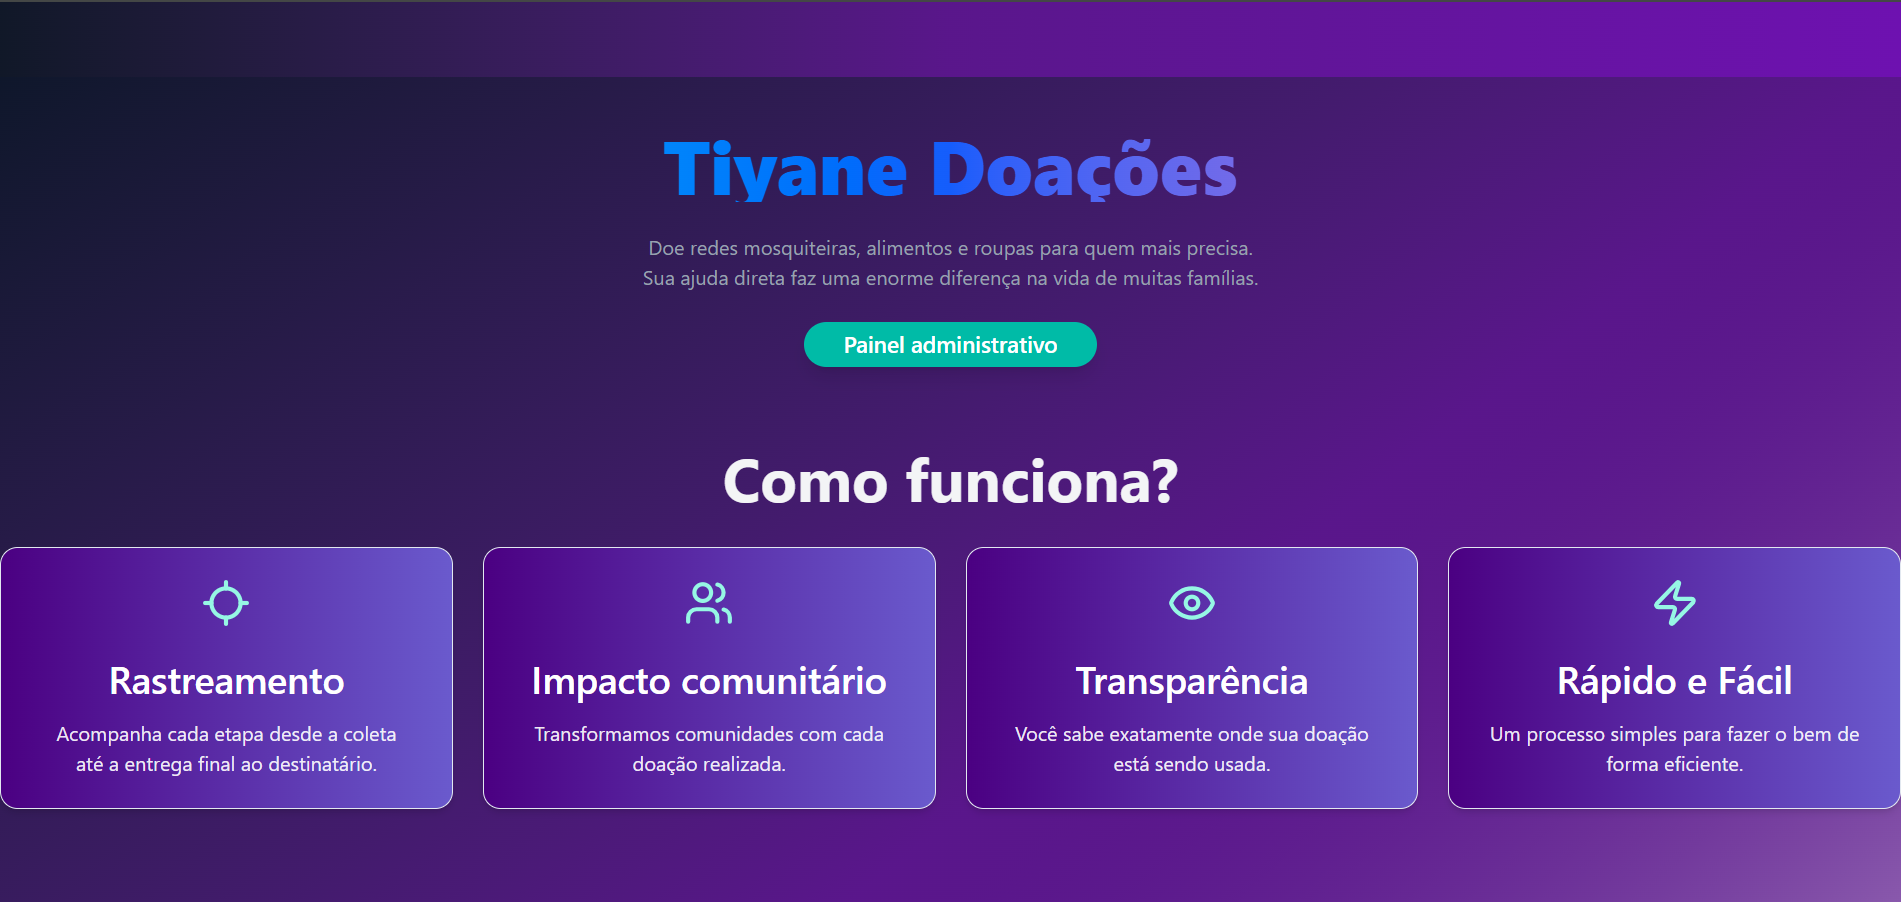 Tiyane Doações
Doe redes mosquiteiras, alimentos e roupas para quem mais precisa.
Sua ajuda direta faz uma enorme diferença na vida de muitas famílias.
Painel administrativo
Como funciona?
Rastreamento
Acompanha cada etapa desde a coleta
até a entrega final ao destinatário.
Impacto comunitário
Transformamos comunidades com cada
doação realizada.
Transparência
Você sabe exatamente onde sua doação
está sendo usada.
Rápido e Fácil
Um processo simples para fazer o bem de
forma eficiente.